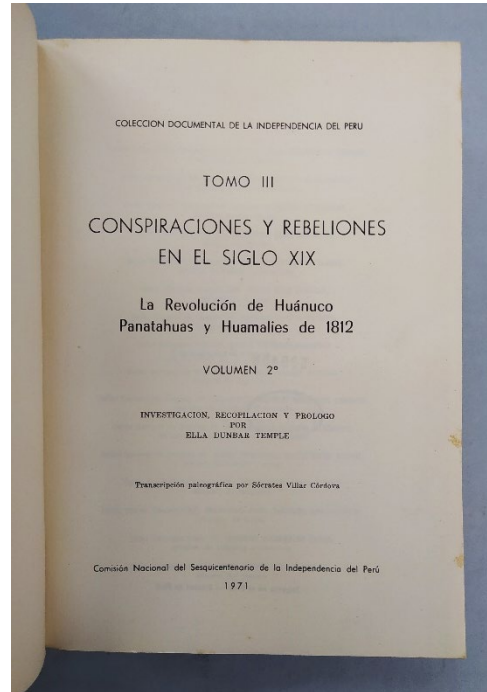 COLECCION DOCUMENTAL DE LA INDEPENDENCIA DEL PERU
TOMO III
CONSPIRACIONES Y REBELIONES
EN EL SIGLO XIX
La Revolución de Huánuco
Panatahuas y Huamalies de 1812
VOLUMEN 2º
INVESTIGACION, RECOPILACION Y PROLOGO
POR
ELLA DUNBAR TEMPLE
Transcripción paleográfica por Sócrates Villar Córdova
Comisión Nacional del Sesquicentenario de la Independencia del Perú
1971